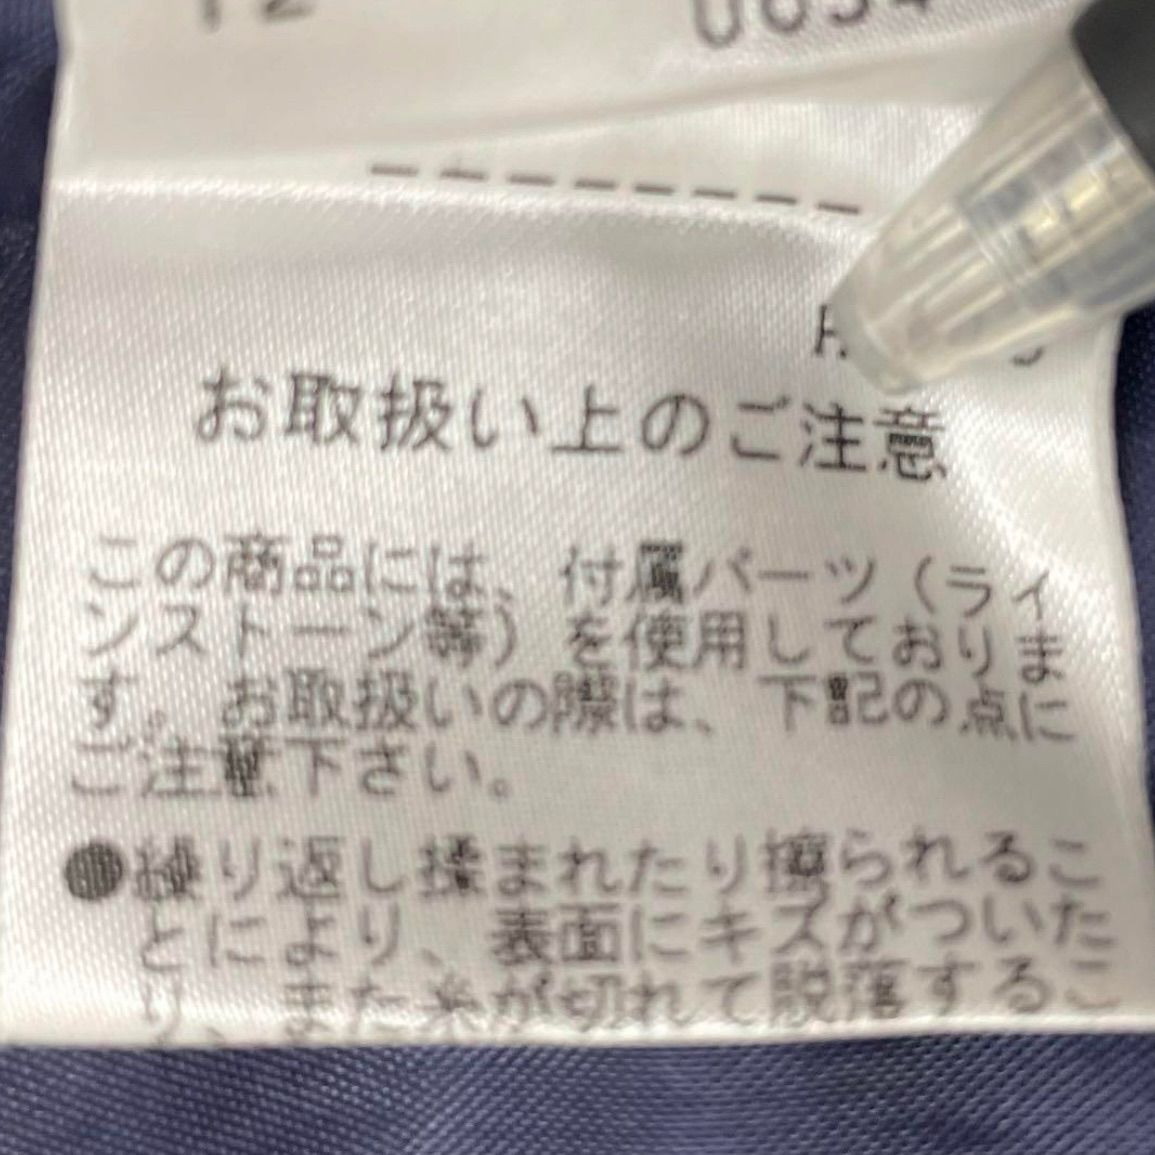 お取扱い上のご注意
この商品には、付属パーツ（ライ
ンストーン等）を使用しておりま
す。お取扱いの際は、下記の点に
ご注意下さい。
●繰り返し揉まれたり擦られるこ
とにより、表面にキズがついた
り、また糸が切れて脱落するこ